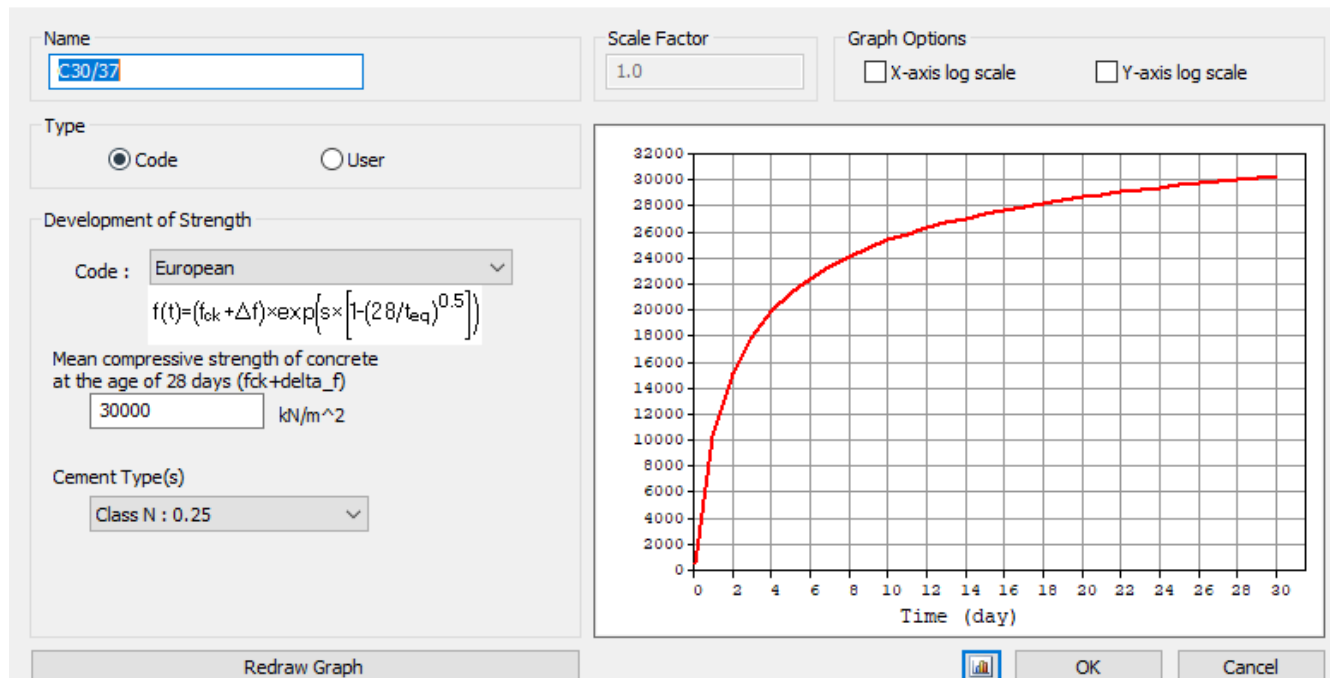 Name
C30/37
Scale Factor
1.0
Graph Options
X-axis log scale
Y-axis log scale
Type
Code
User
Development of Strength
Code :
European
f(t)=(fck+Δf)×exp(s×[1-(28/teq)^0.5])
Mean compressive strength of concrete
at the age of 28 days (fck+delta_f)
30000
kN/m^2
Cement Type(s)
Class N : 0.25
32000
30000
28000
26000
24000
22000
20000
18000
16000
14000
12000
10000
8000
6000
4000
2000
0
0 2 4 6 8 10 12 14 16 18 20 22 24 26 28 30
Time (day)
Redraw Graph
OK
Cancel